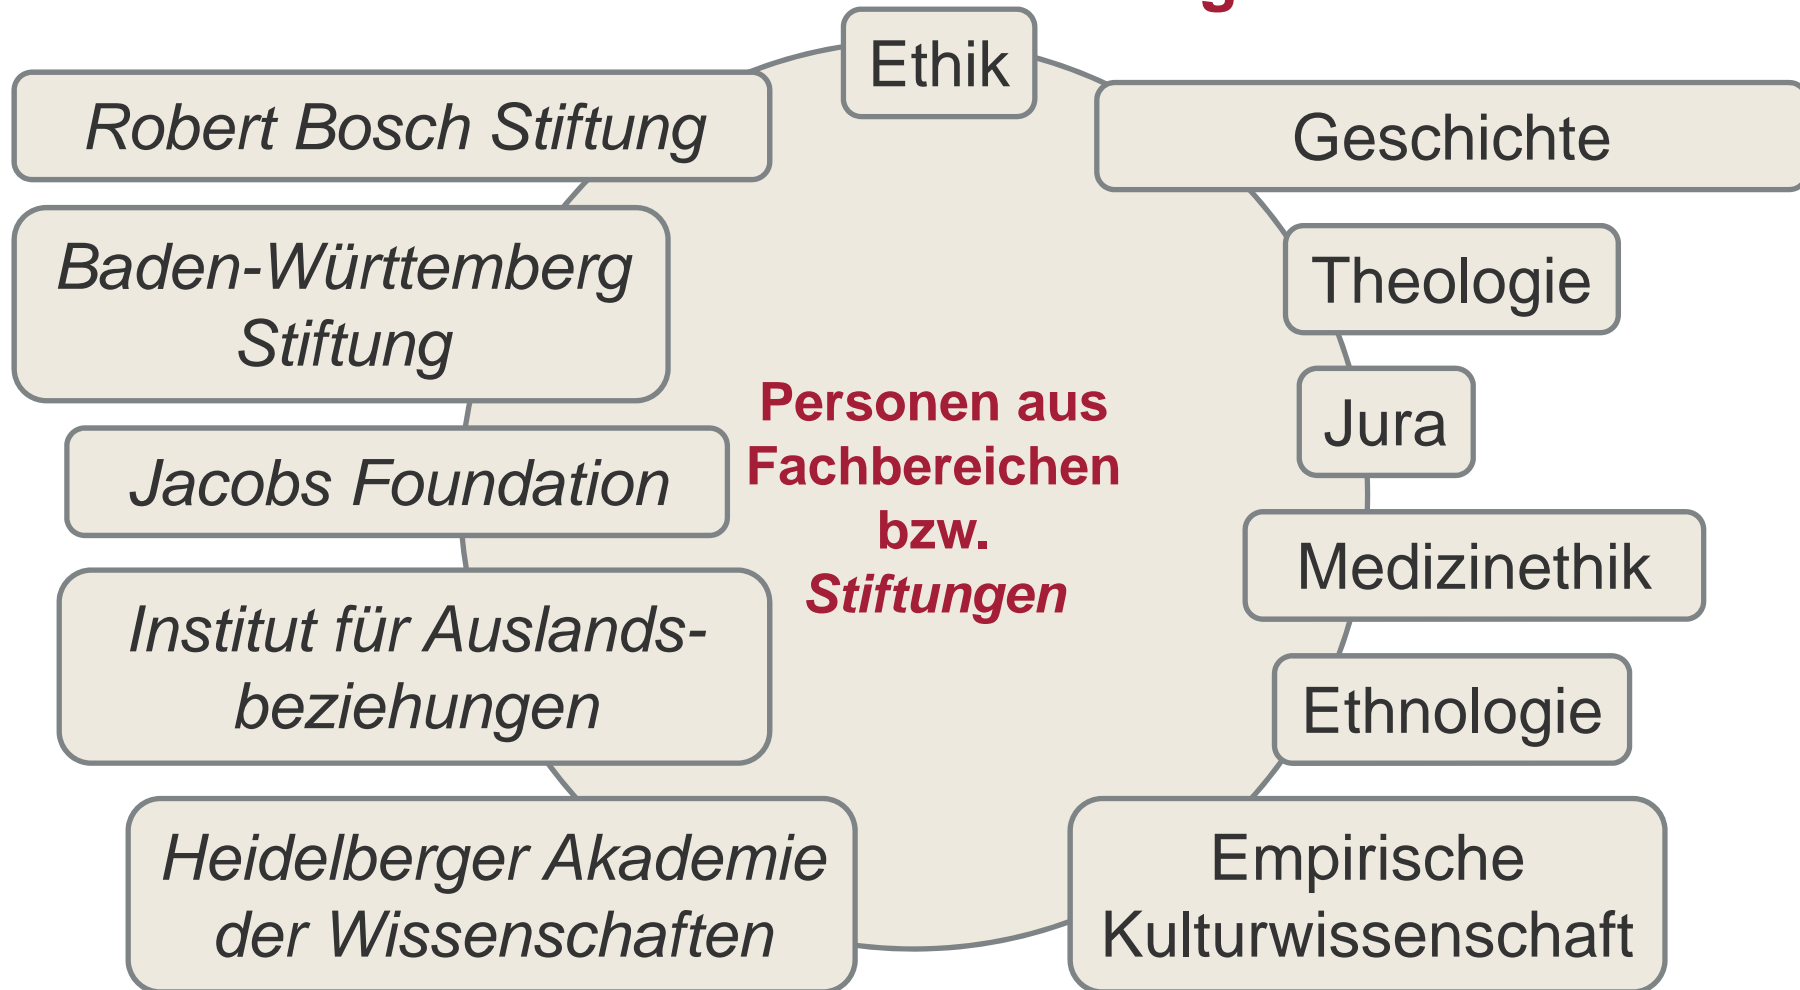 Ethik
Robert Bosch Stiftung
Geschichte
Baden-Württemberg
Stiftung
Theologie
Personen aus
Fachbereichen
bzw.
Stiftungen
Jura
Jacobs Foundation
Medizinethik
Institut für Auslands-
beziehungen
Ethnologie
Heidelberger Akademie
der Wissenschaften
Empirische
Kulturwissenschaft